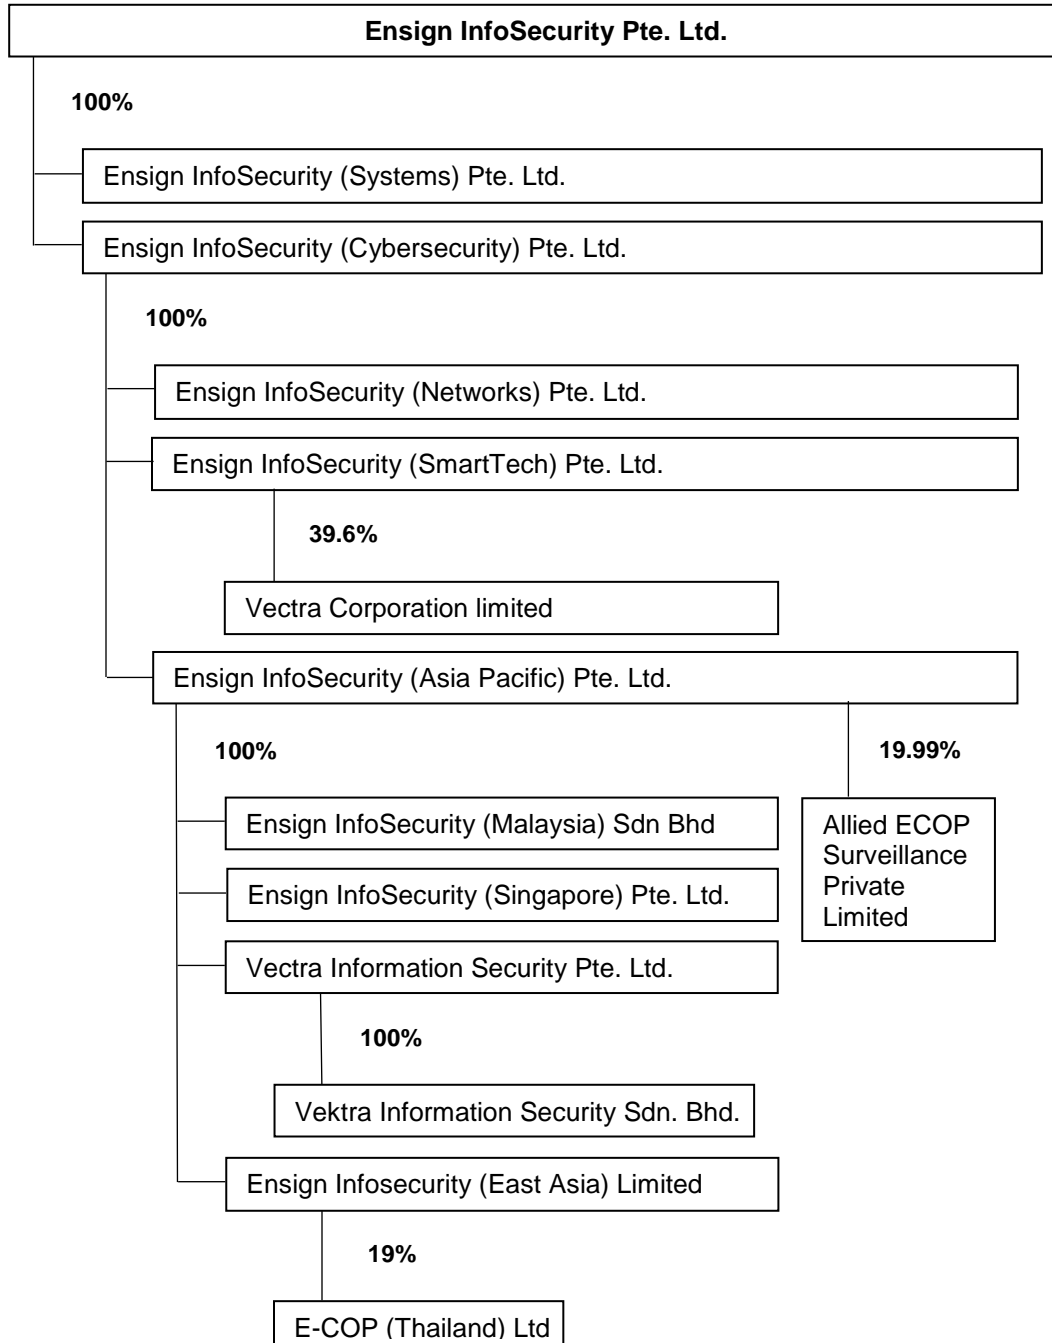 Ensign InfoSecurity Pte. Ltd.
100%
Ensign InfoSecurity (Systems) Pte. Ltd.
Ensign InfoSecurity (Cybersecurity) Pte. Ltd.
100%
Ensign InfoSecurity (Networks) Pte. Ltd.
Ensign InfoSecurity (SmartTech) Pte. Ltd.
39.6%
Vectra Corporation limited
Ensign InfoSecurity (Asia Pacific) Pte. Ltd.
100%
19.99%
Ensign InfoSecurity (Malaysia) Sdn Bhd
Allied ECOP
Surveillance
Private
Limited
Ensign InfoSecurity (Singapore) Pte. Ltd.
Vectra Information Security Pte. Ltd.
100%
Vektra Information Security Sdn. Bhd.
Ensign Infosecurity (East Asia) Limited
19%
E-COP (Thailand) Ltd